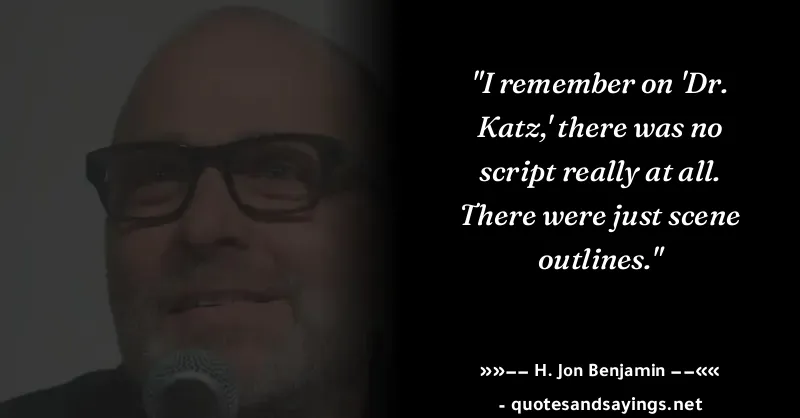 "I remember on 'Dr.
Katz,' there was no
script really at all.
There were just scene
outlines."
»»−− H. Jon Benjamin −−««
- quotesandsayings.net